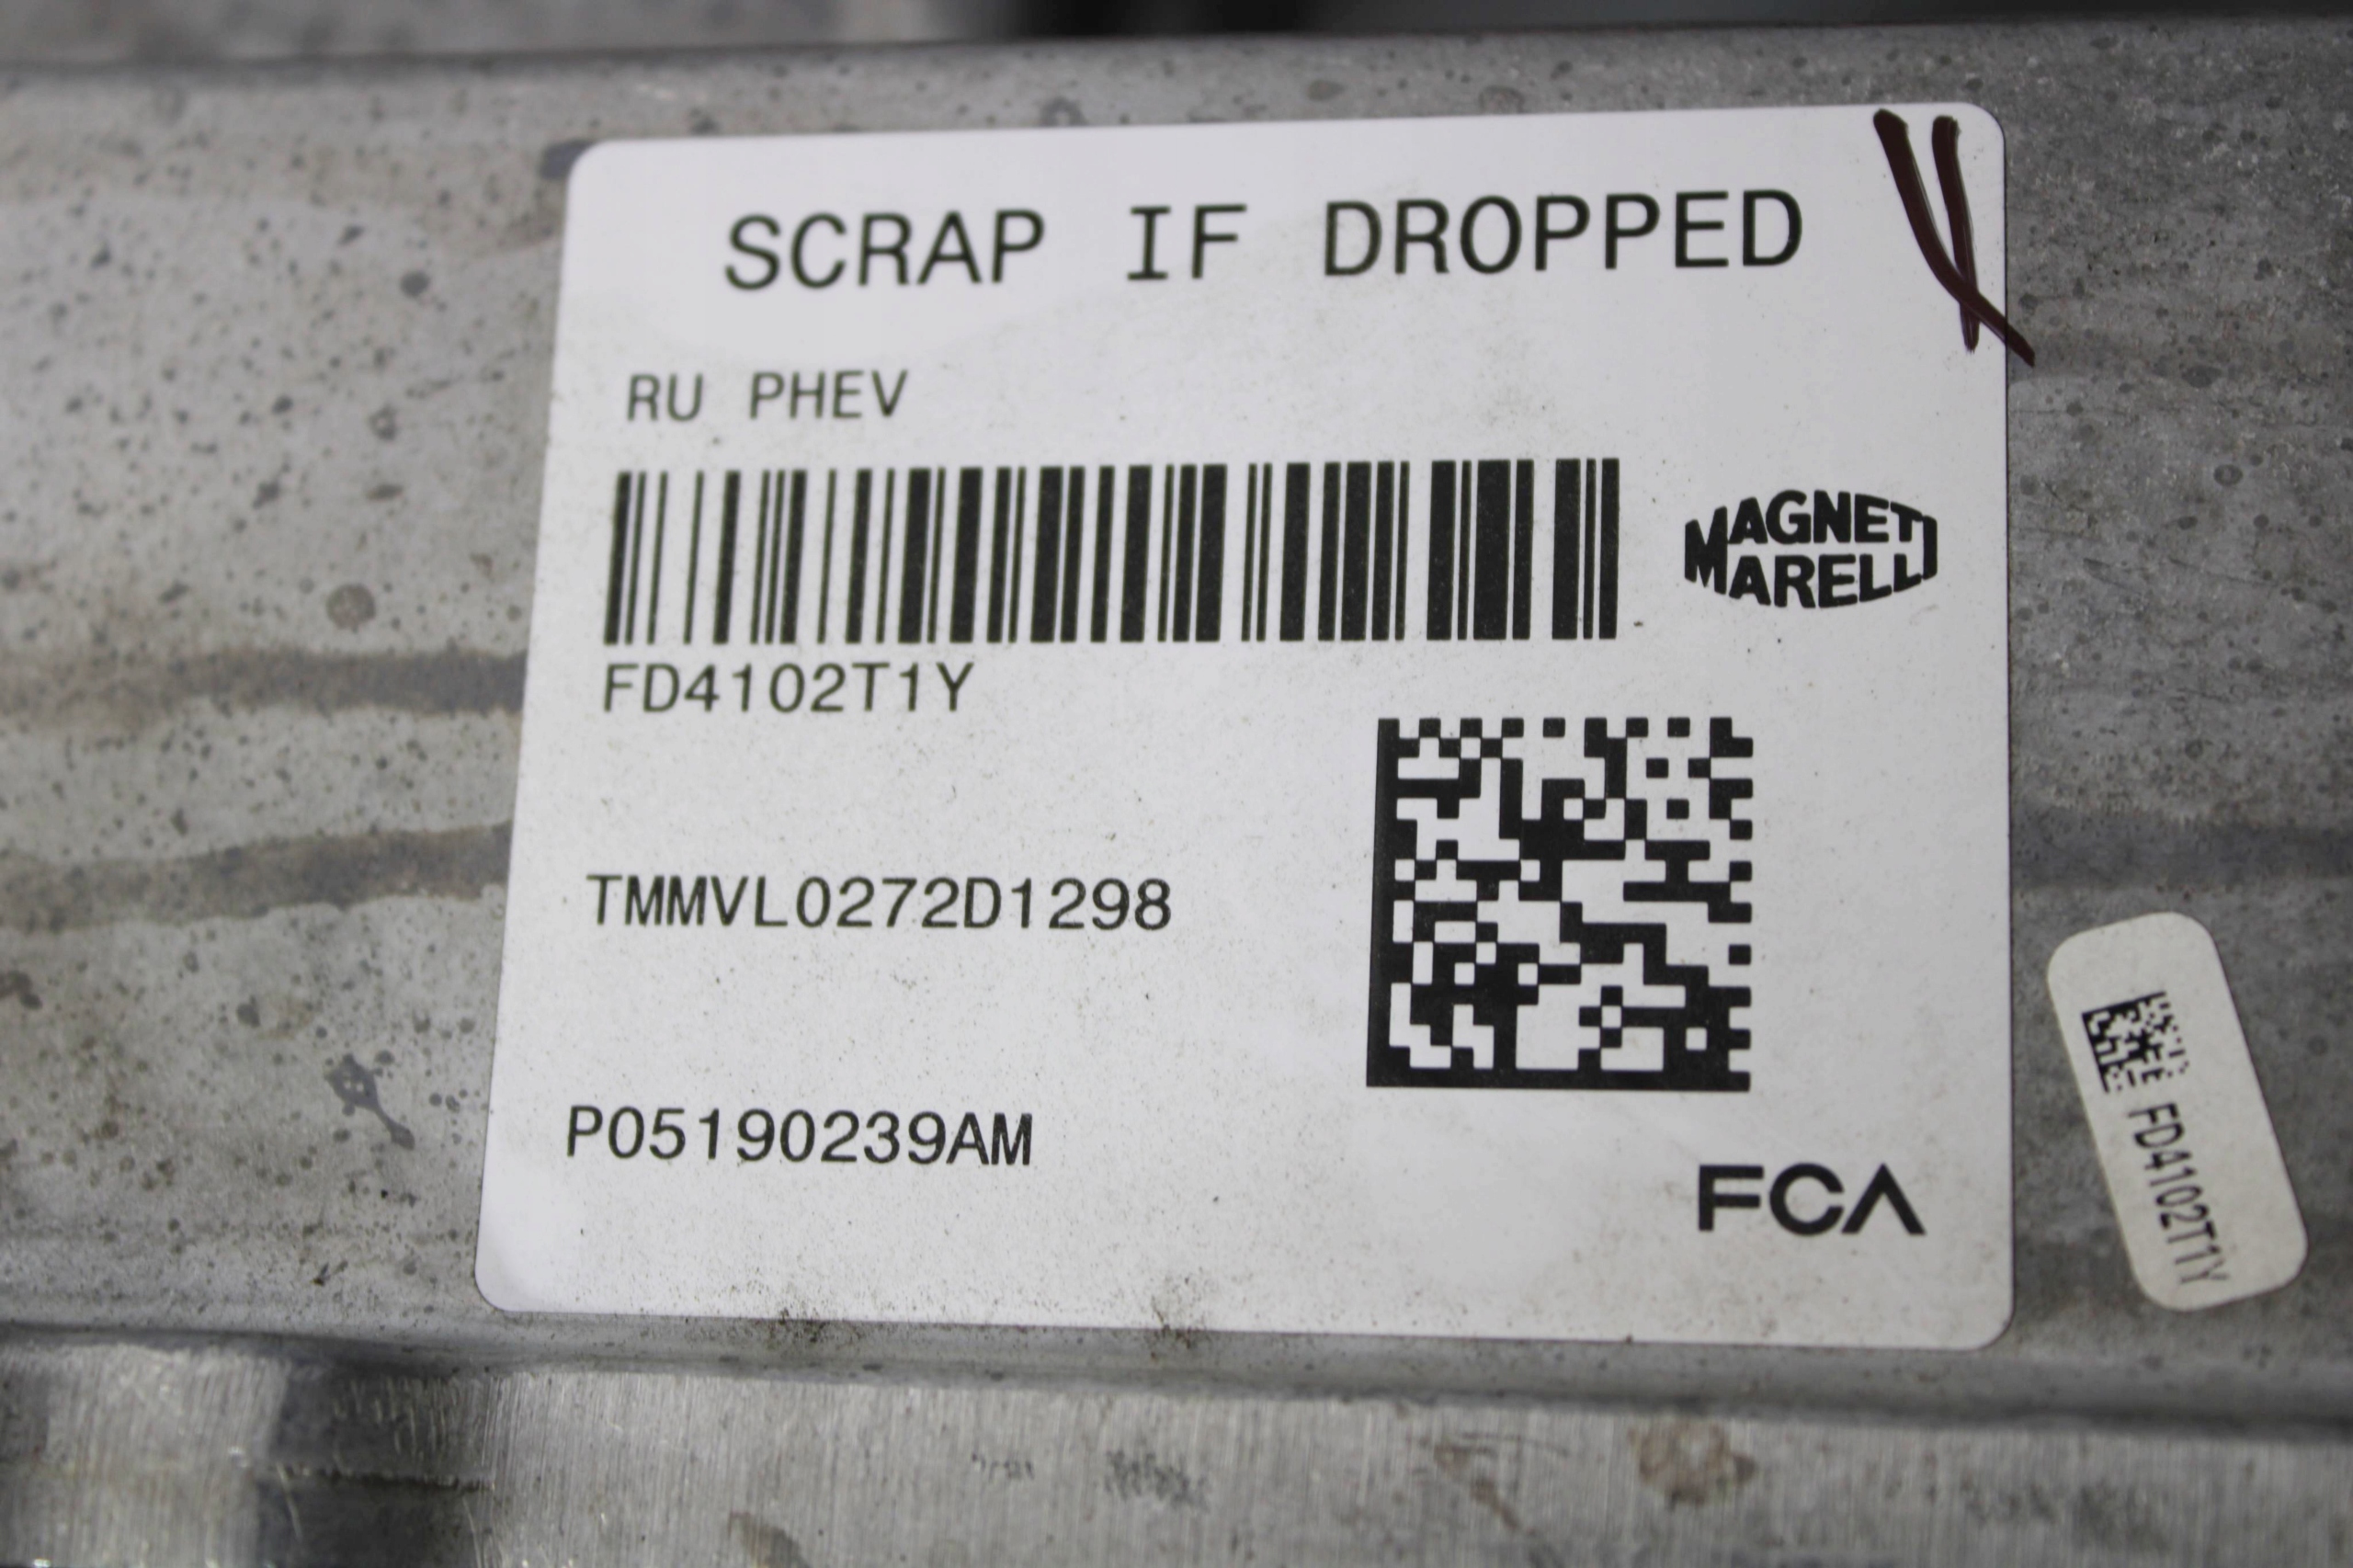 SCRAP IF DROPPED
RU PHEV
MAGNETI
MARELLI
FD4102T1Y
TMMVL0272D1298
P05190239AM
FCA
FD4102T1Y